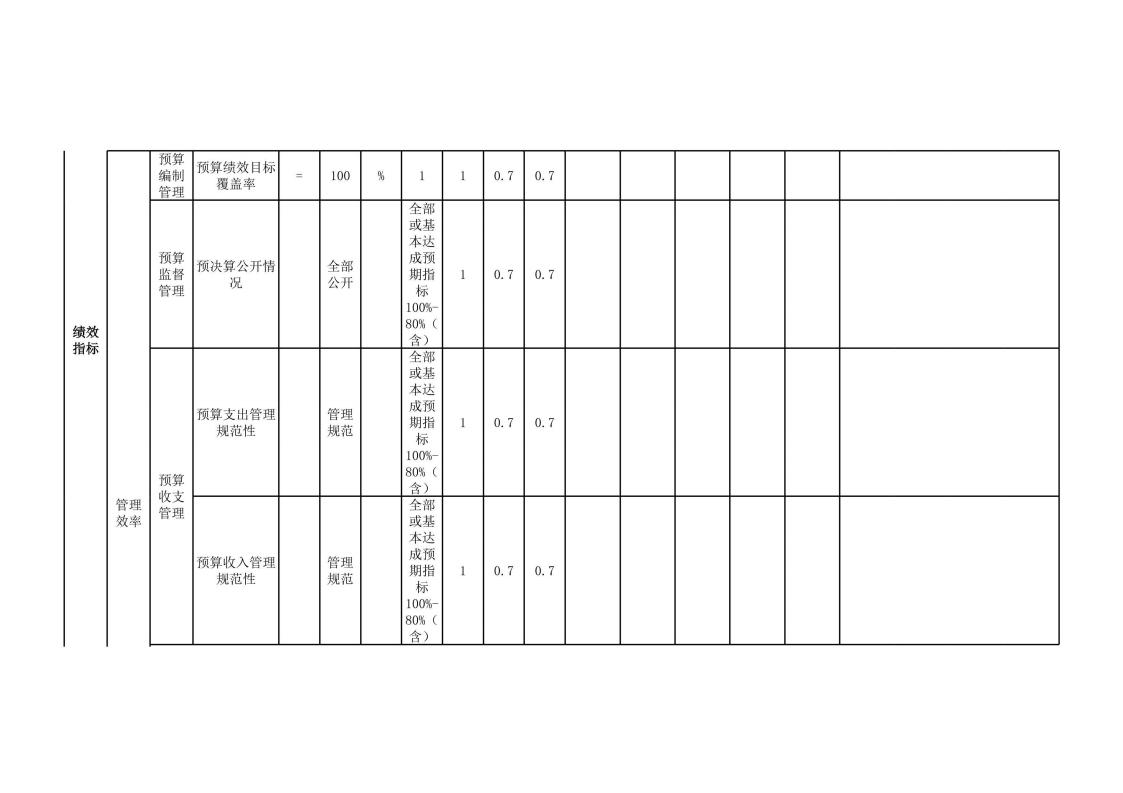 绩效
指标
管理
效率
预算
编制
管理
预算绩效目标
覆盖率
=
100
%
1
1
0.7
0.7
预算
监督
管理
预决算公开情
况
全部
公开
全部
或基
本达
成预
期指
标
100%-
80%（
含）
1
0.7
0.7
预算
收支
管理
预算支出管理
规范性
管理
规范
全部
或基
本达
成预
期指
标
100%-
80%（
含）
1
0.7
0.7
预算收入管理
规范性
管理
规范
全部
或基
本达
成预
期指
标
100%-
80%（
含）
1
0.7
0.7